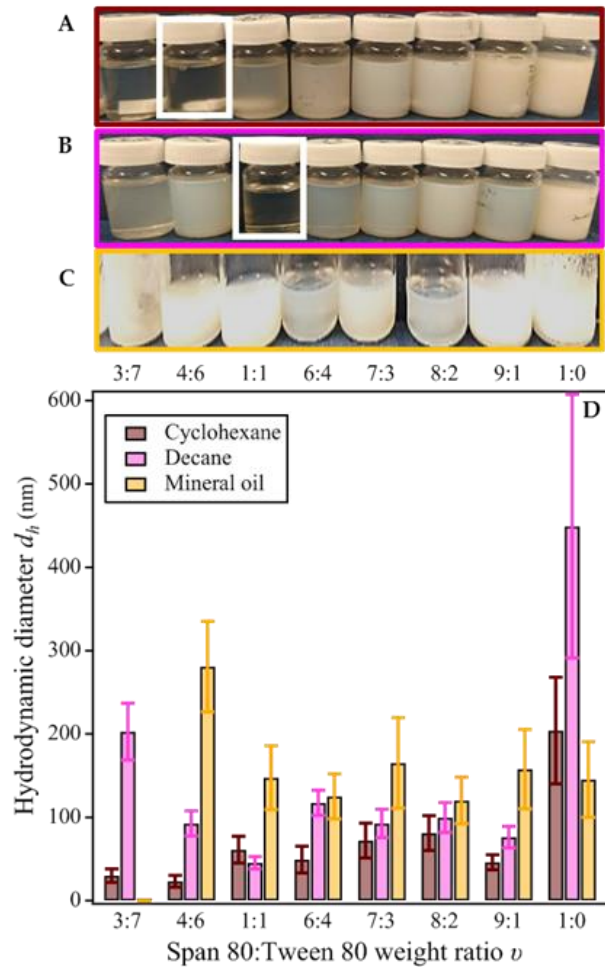 A
B
C
3:7 4:6 1:1 6:4 7:3 8:2 9:1 1:0
D
600
500
400
300
200
100
0
Cyclohexane
Decane
Mineral oil
Hydrodynamic diameter dₕ (nm)
3:7 4:6 1:1 6:4 7:3 8:2 9:1 1:0
Span 80:Tween 80 weight ratio υ